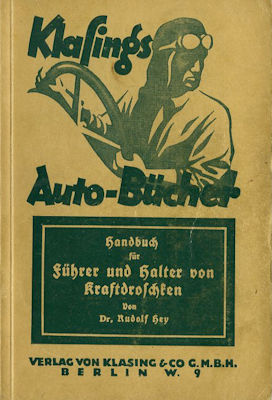 Klasings
Auto-Bücher
Handbuch
für
Führer und Halter von
Kraftdroschken
Von
Dr. Rudolf Hey
VERLAG VON KLASING & CO G.M.B.H.
BERLIN W. 9